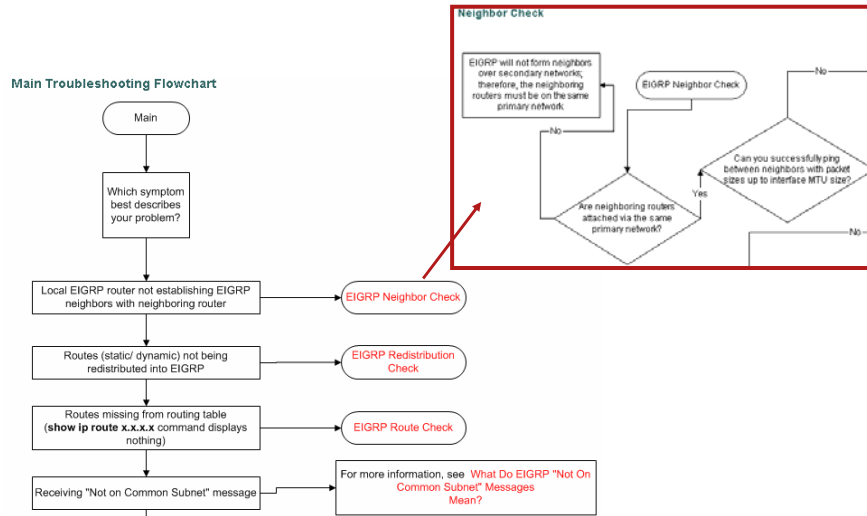 Neighbor Check
EIGRP will not form neighbors
over secondary networks;
therefore, the neighboring
routers must be on the same
primary network
EIGRP Neighbor Check
No
No
Can you successfully ping
between neighbors with packet
sizes up to interface MTU size?
Yes
Are neighboring routers
attached via the same
primary network?
No
Main Troubleshooting Flowchart
Main
Which symptom
best describes
your problem?
Local EIGRP router not establishing EIGRP
neighbors with neighboring router
EIGRP Neighbor Check
Routes (static/ dynamic) not being
redistributed into EIGRP
EIGRP Redistribution
Check
Routes missing from routing table
(show ip route x.x.x.x command displays
nothing)
EIGRP Route Check
Receiving "Not on Common Subnet" message
For more information, see What Do EIGRP "Not On
Common Subnet" Messages
Mean?